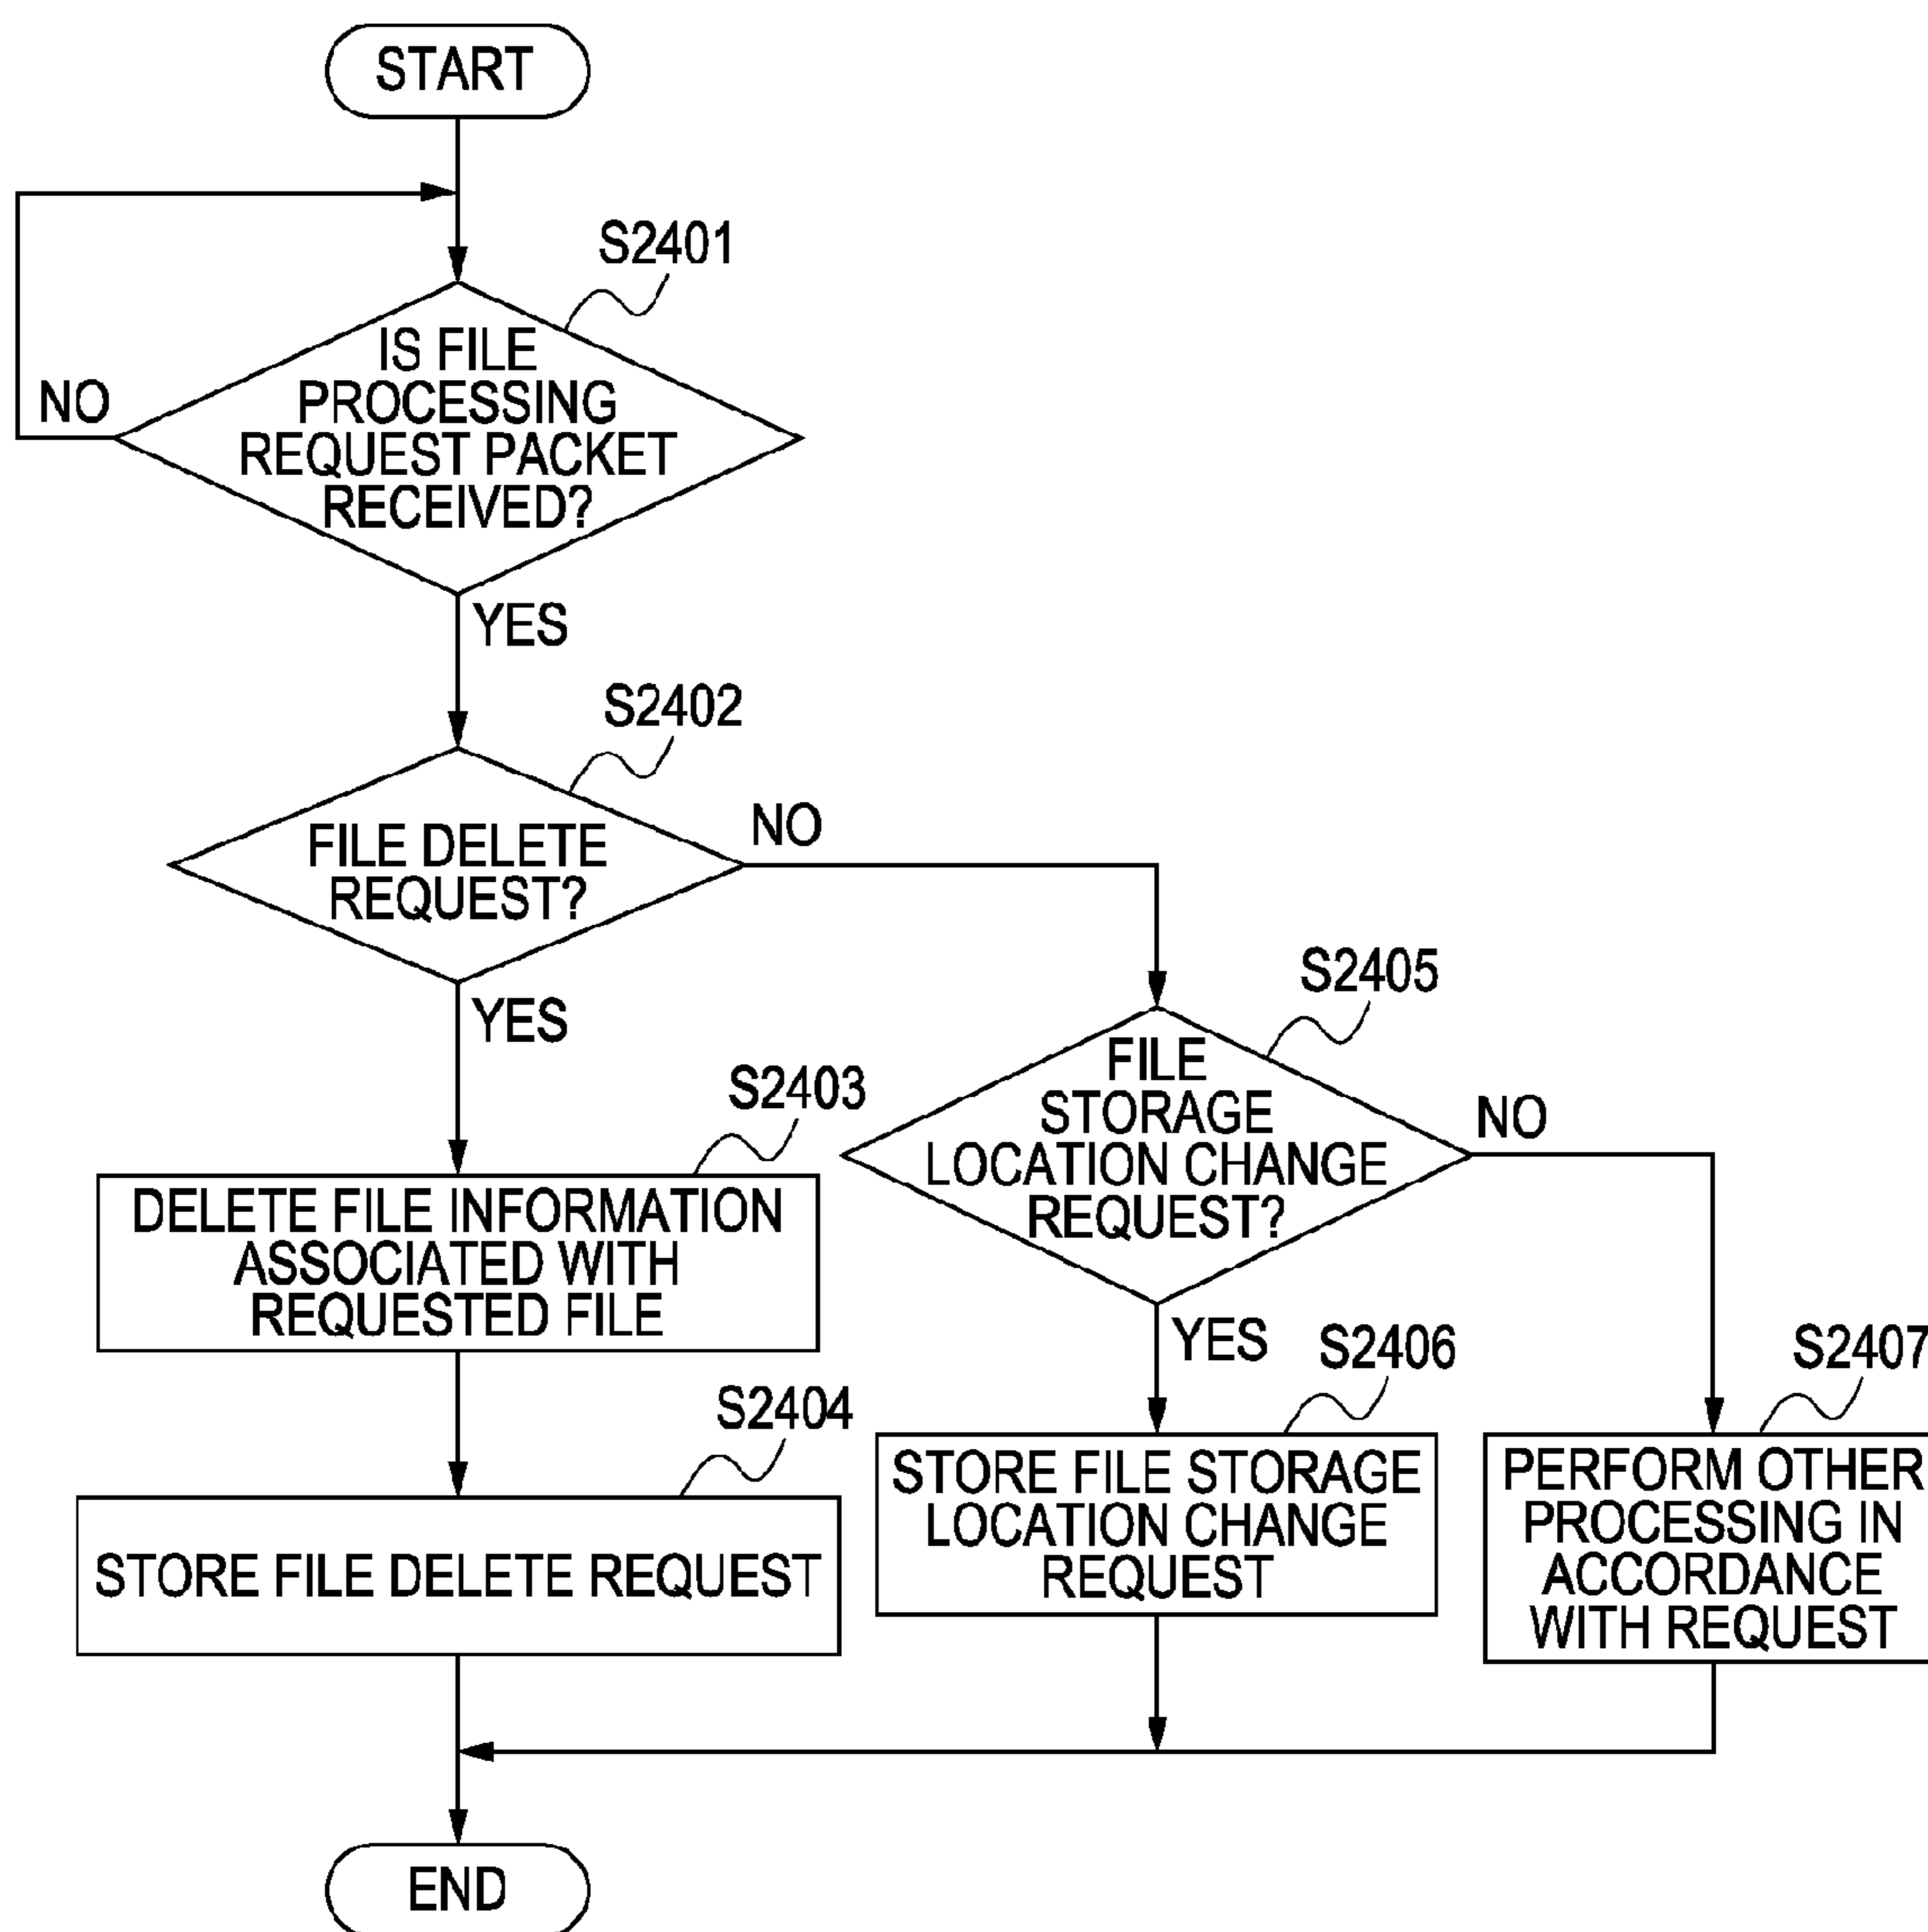 START
S2401
IS FILE
PROCESSING
REQUEST PACKET
RECEIVED?
NO
YES
S2402
FILE DELETE
REQUEST?
NO
YES
S2405
FILE
STORAGE
LOCATION CHANGE
REQUEST?
NO
YES
S2403
DELETE FILE INFORMATION
ASSOCIATED WITH
REQUESTED FILE
S2404
STORE FILE DELETE REQUEST
S2406
STORE FILE STORAGE
LOCATION CHANGE
REQUEST
S2407
PERFORM OTHER
PROCESSING IN
ACCORDANCE
WITH REQUEST
END